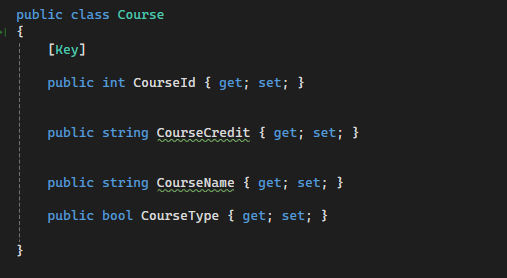 public class Course
{
[Key]
public int CourseId { get; set; }
public string CourseCredit { get; set; }
public string CourseName { get; set; }
public bool CourseType { get; set; }
}